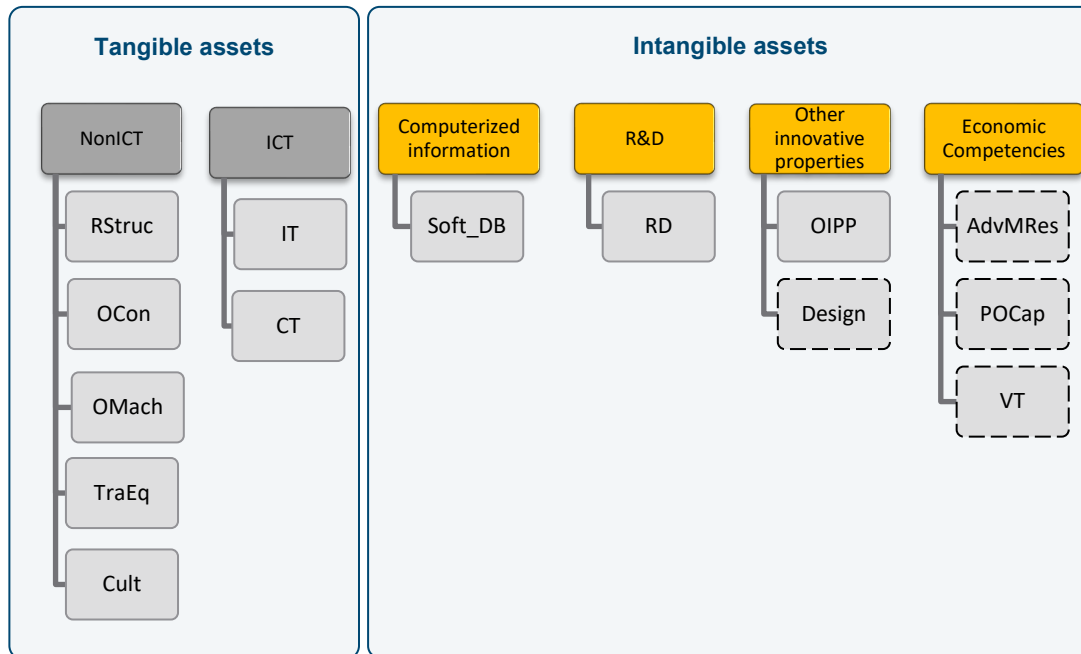 Tangible assets
NonICT
RStruc
OCon
OMach
TraEq
Cult
ICT
IT
CT
Intangible assets
Computerized
information
Soft_DB
R&D
RD
Other
innovative
properties
OIPP
Design
Economic
Competencies
AdvMRes
POCap
VT